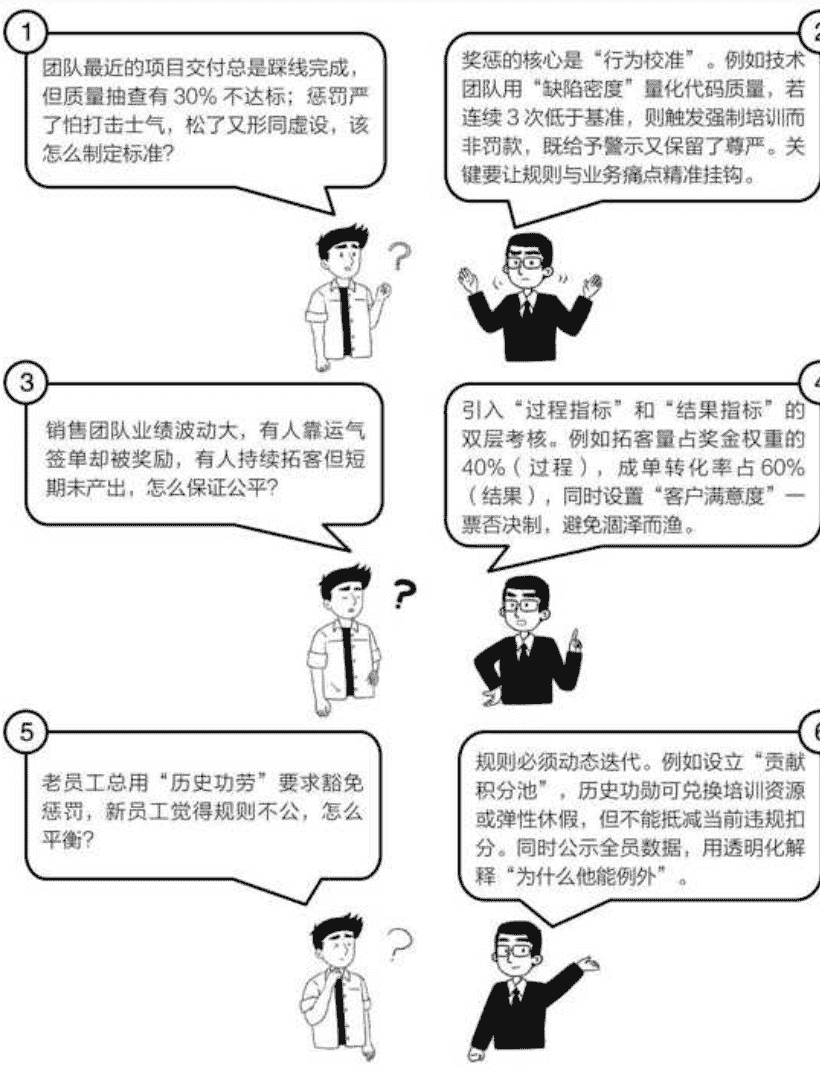 1
团队最近的项目交付总是踩线完成，
但质量抽查有 30% 不达标；惩罚严
了怕打击士气，松了又形同虚设，该
怎么制定标准？
2
奖惩的核心是“行为校准”。例如技术
团队用“缺陷密度”量化代码质量，若
连续 3 次低于基准，则触发强制培训而
非罚款，既给予警示又保留了尊严。关
键要让规则与业务痛点精准挂钩。
?
3
销售团队业绩波动大，有人靠运气
签单却被奖励，有人持续拓客但短
期未产出，怎么保证公平？
4
引入“过程指标”和“结果指标”的
双层考核。例如拓客量占奖金权重的
40%（过程），成单转化率占 60%
（结果），同时设置“客户满意度”一
票否决制，避免涸泽而渔。
?
5
老员工总用“历史功劳”要求豁免
惩罚，新员工觉得规则不公，怎么
平衡？
6
规则必须动态迭代。例如设立“贡献
积分池”，历史功勋可兑换培训资源
或弹性休假，但不能抵减当前违规扣
分。同时公示全员数据，用透明化解
释“为什么他能例外”。
?